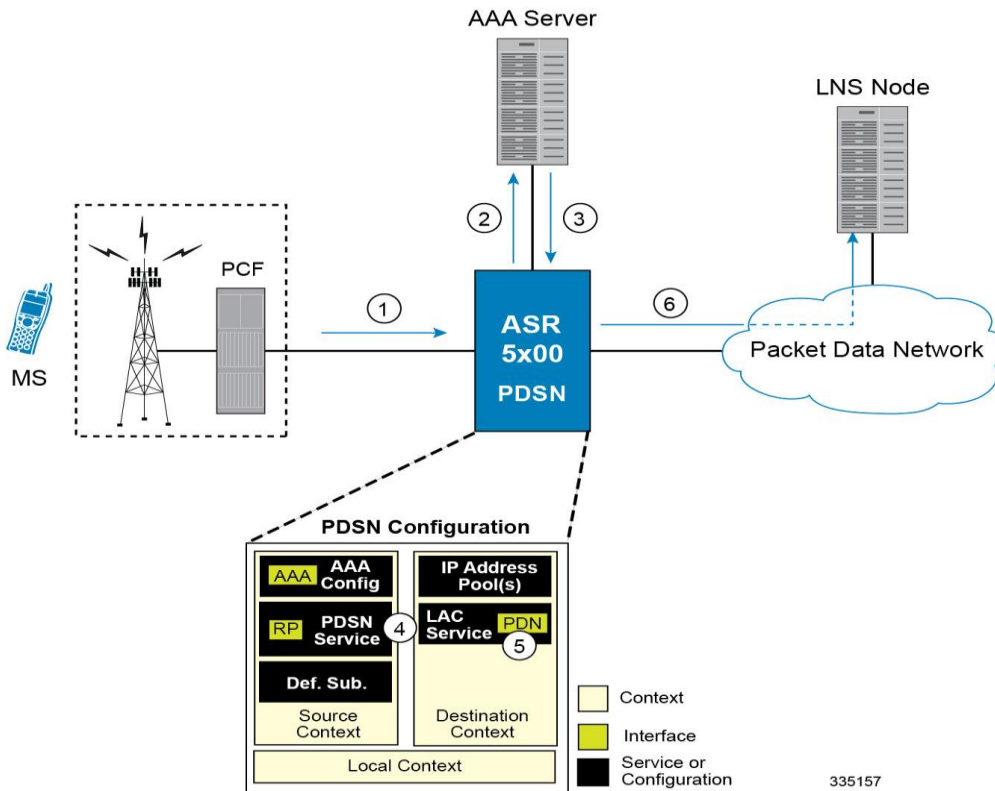 AAA Server
LNS Node
2
3
PCF
1
6
MS
ASR
5x00
PDSN
Packet Data Network
PDSN Configuration
AAA
AAA
Config
IP Address
Pool(s)
RP
PDSN
Service
4
LAC
Service
PDN
5
Def. Sub.
Source
Context
Destination
Context
Local Context
Context
Interface
Service or
Configuration
335157